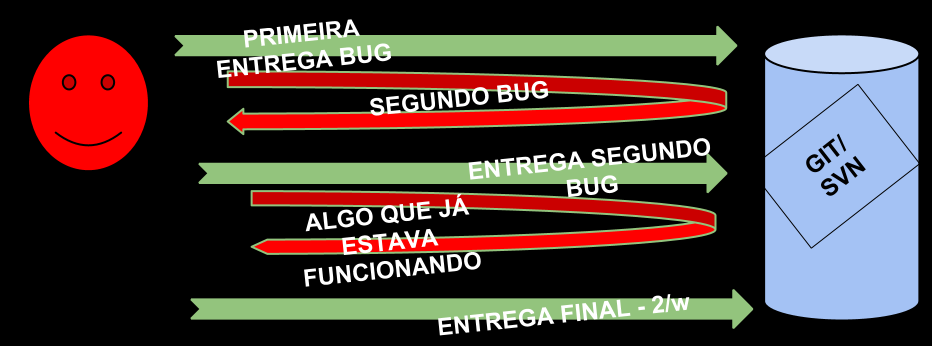 PRIMEIRA
ENTREGA BUG
SEGUNDO BUG
ENTREGA SEGUNDO
BUG
ALGO QUE JÁ
ESTAVA
FUNCIONANDO
ENTREGA FINAL - 2/w
GIT/
SVN